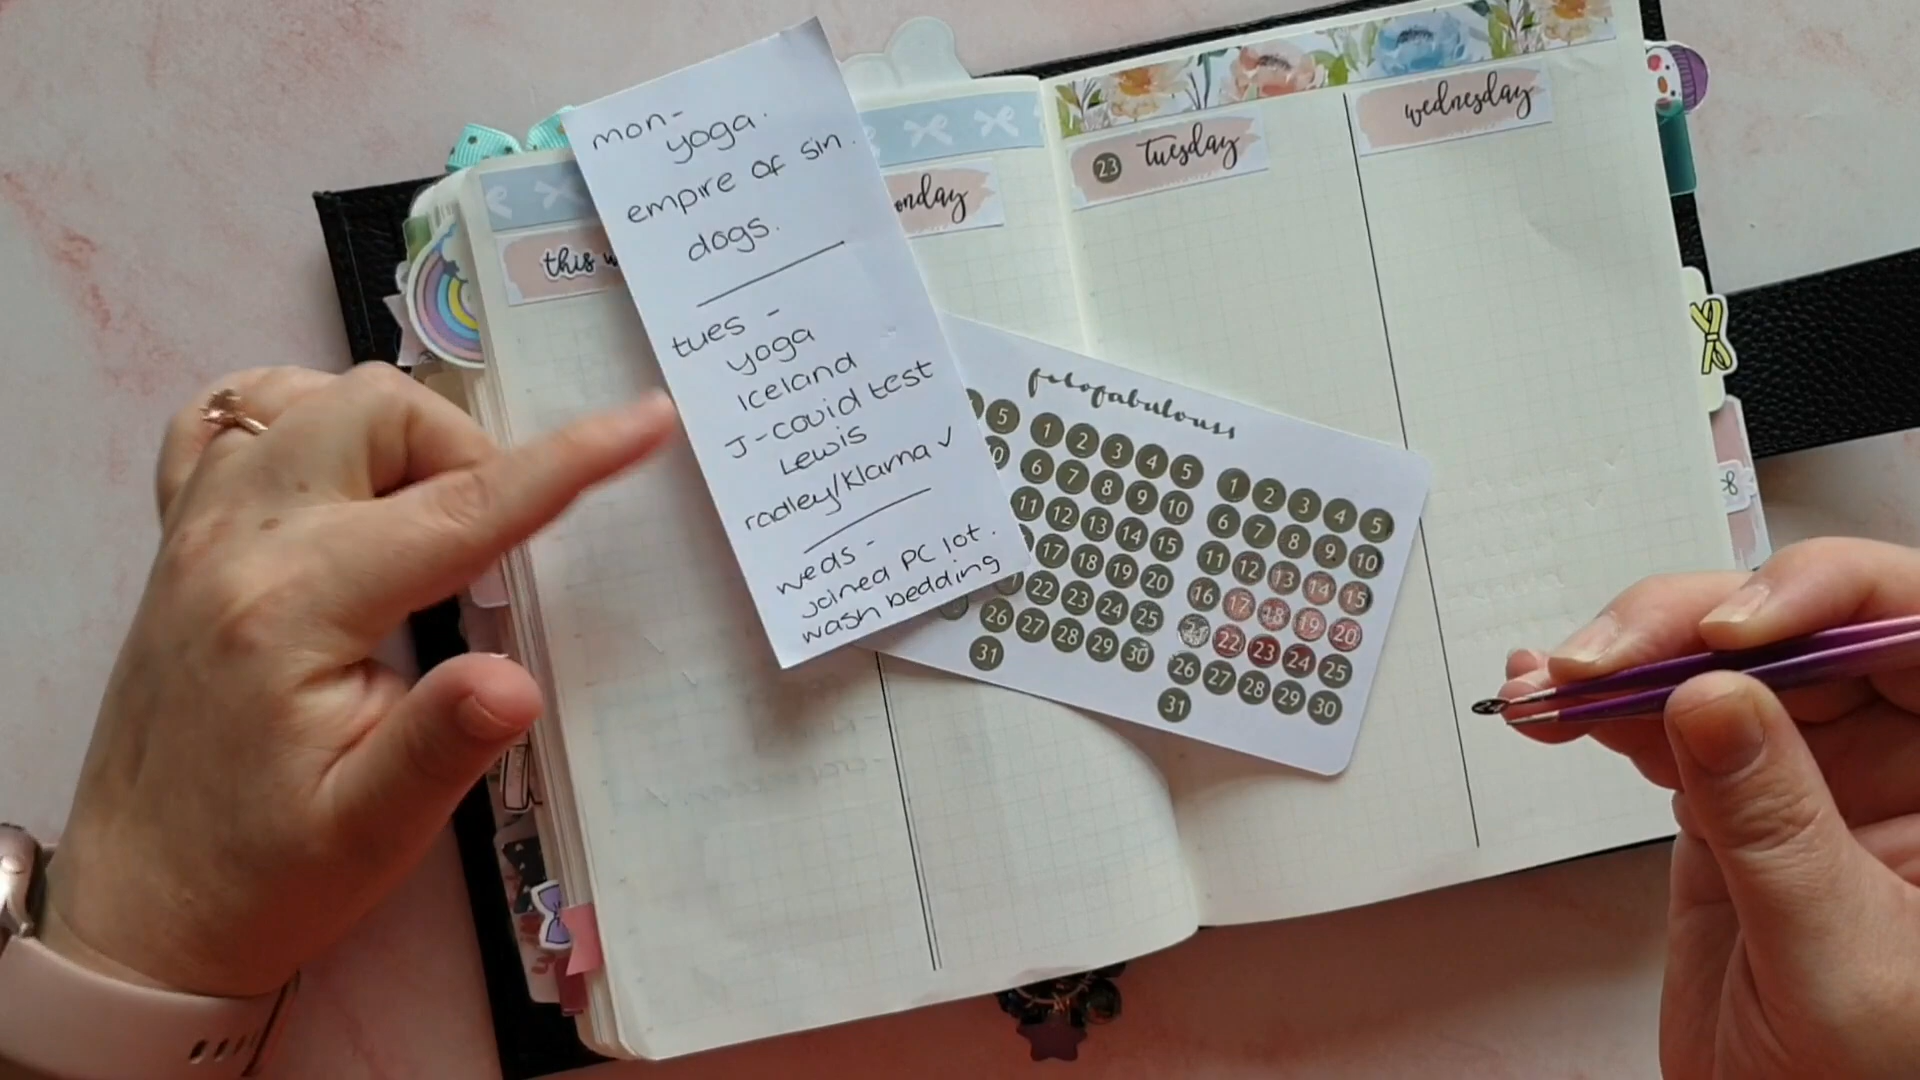 mon-
yoga.
empire of sin.
dogs.
tues -
yoga
Iceland
J-covid test
Lewis
radley/Klarna ✓
weds -
joined PC lot.
wash bedding
this
onday
23 tuesday
wednesday
filofabulouss
5
1 2 3 4 5
6 7 8 9 10
11 12 13 14 15
17 18 19 20
22 23 24 25
26 27 28 29 30
31
1 2 3 4 5
6 7 8 9 10
11 12 13 14 15
16 17 18 19 20
22 23 24 25
26 27 28 29 30
31